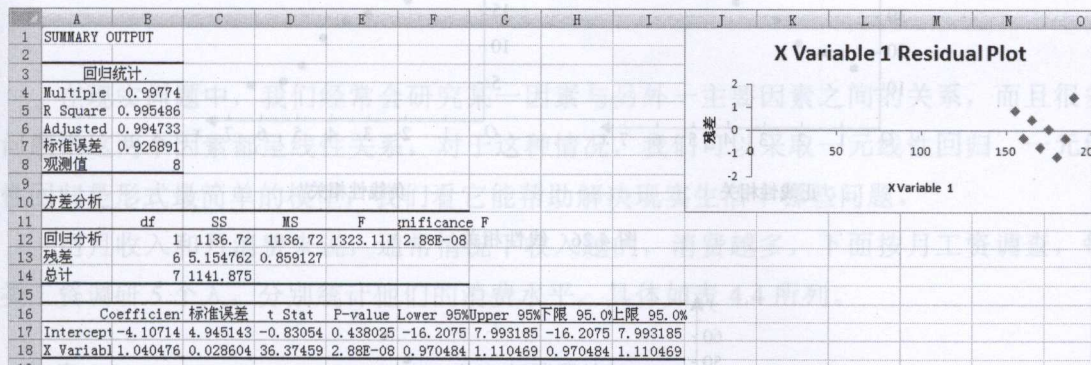 A B C D E F G H I J K L M N O
1 SUMMARY OUTPUT
2
3 回归统计
4 Multiple 0.99774
5 R Square 0.995486
6 Adjusted 0.994733
7 标准误差 0.926891
8 观测值 8
9
10 方差分析
11 df SS MS F gnificance F
12 回归分析 1 1136.72 1136.72 1323.111 2.88E-08
13 残差 6 5.154762 0.859127
14 总计 7 1141.875
15
16 Coefficien 标准误差 t Stat P-value Lower 95% Upper 95% 下限 95.0% 上限 95.0%
17 Intercept -4.10714 4.945143 -0.83054 0.438025 -16.2075 7.993185 -16.2075 7.993185
18 X Variabl 1.040476 0.028604 36.37459 2.88E-08 0.970484 1.110469 0.970484 1.110469
X Variable 1 Residual Plot
残差
2
1
0
-1
-2
0 50 100 150 20
X Variable 1